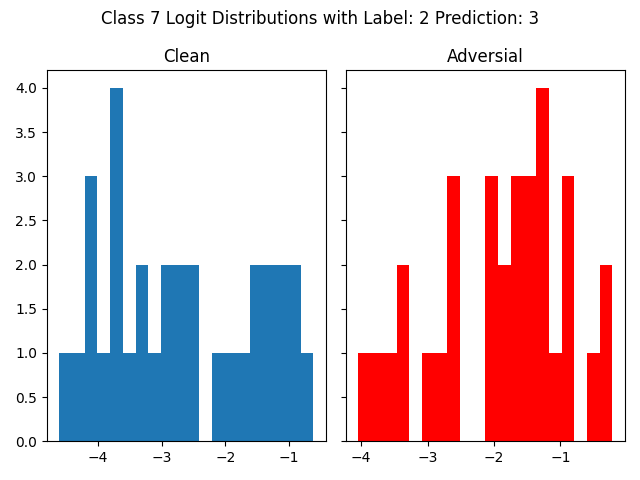 Class 7 Logit Distributions with Label: 2 Prediction: 3
Clean
Adversial
4.0
3.5
3.0
2.5
2.0
1.5
1.0
0.5
0.0
−4 −3 −2 −1
−4 −3 −2 −1